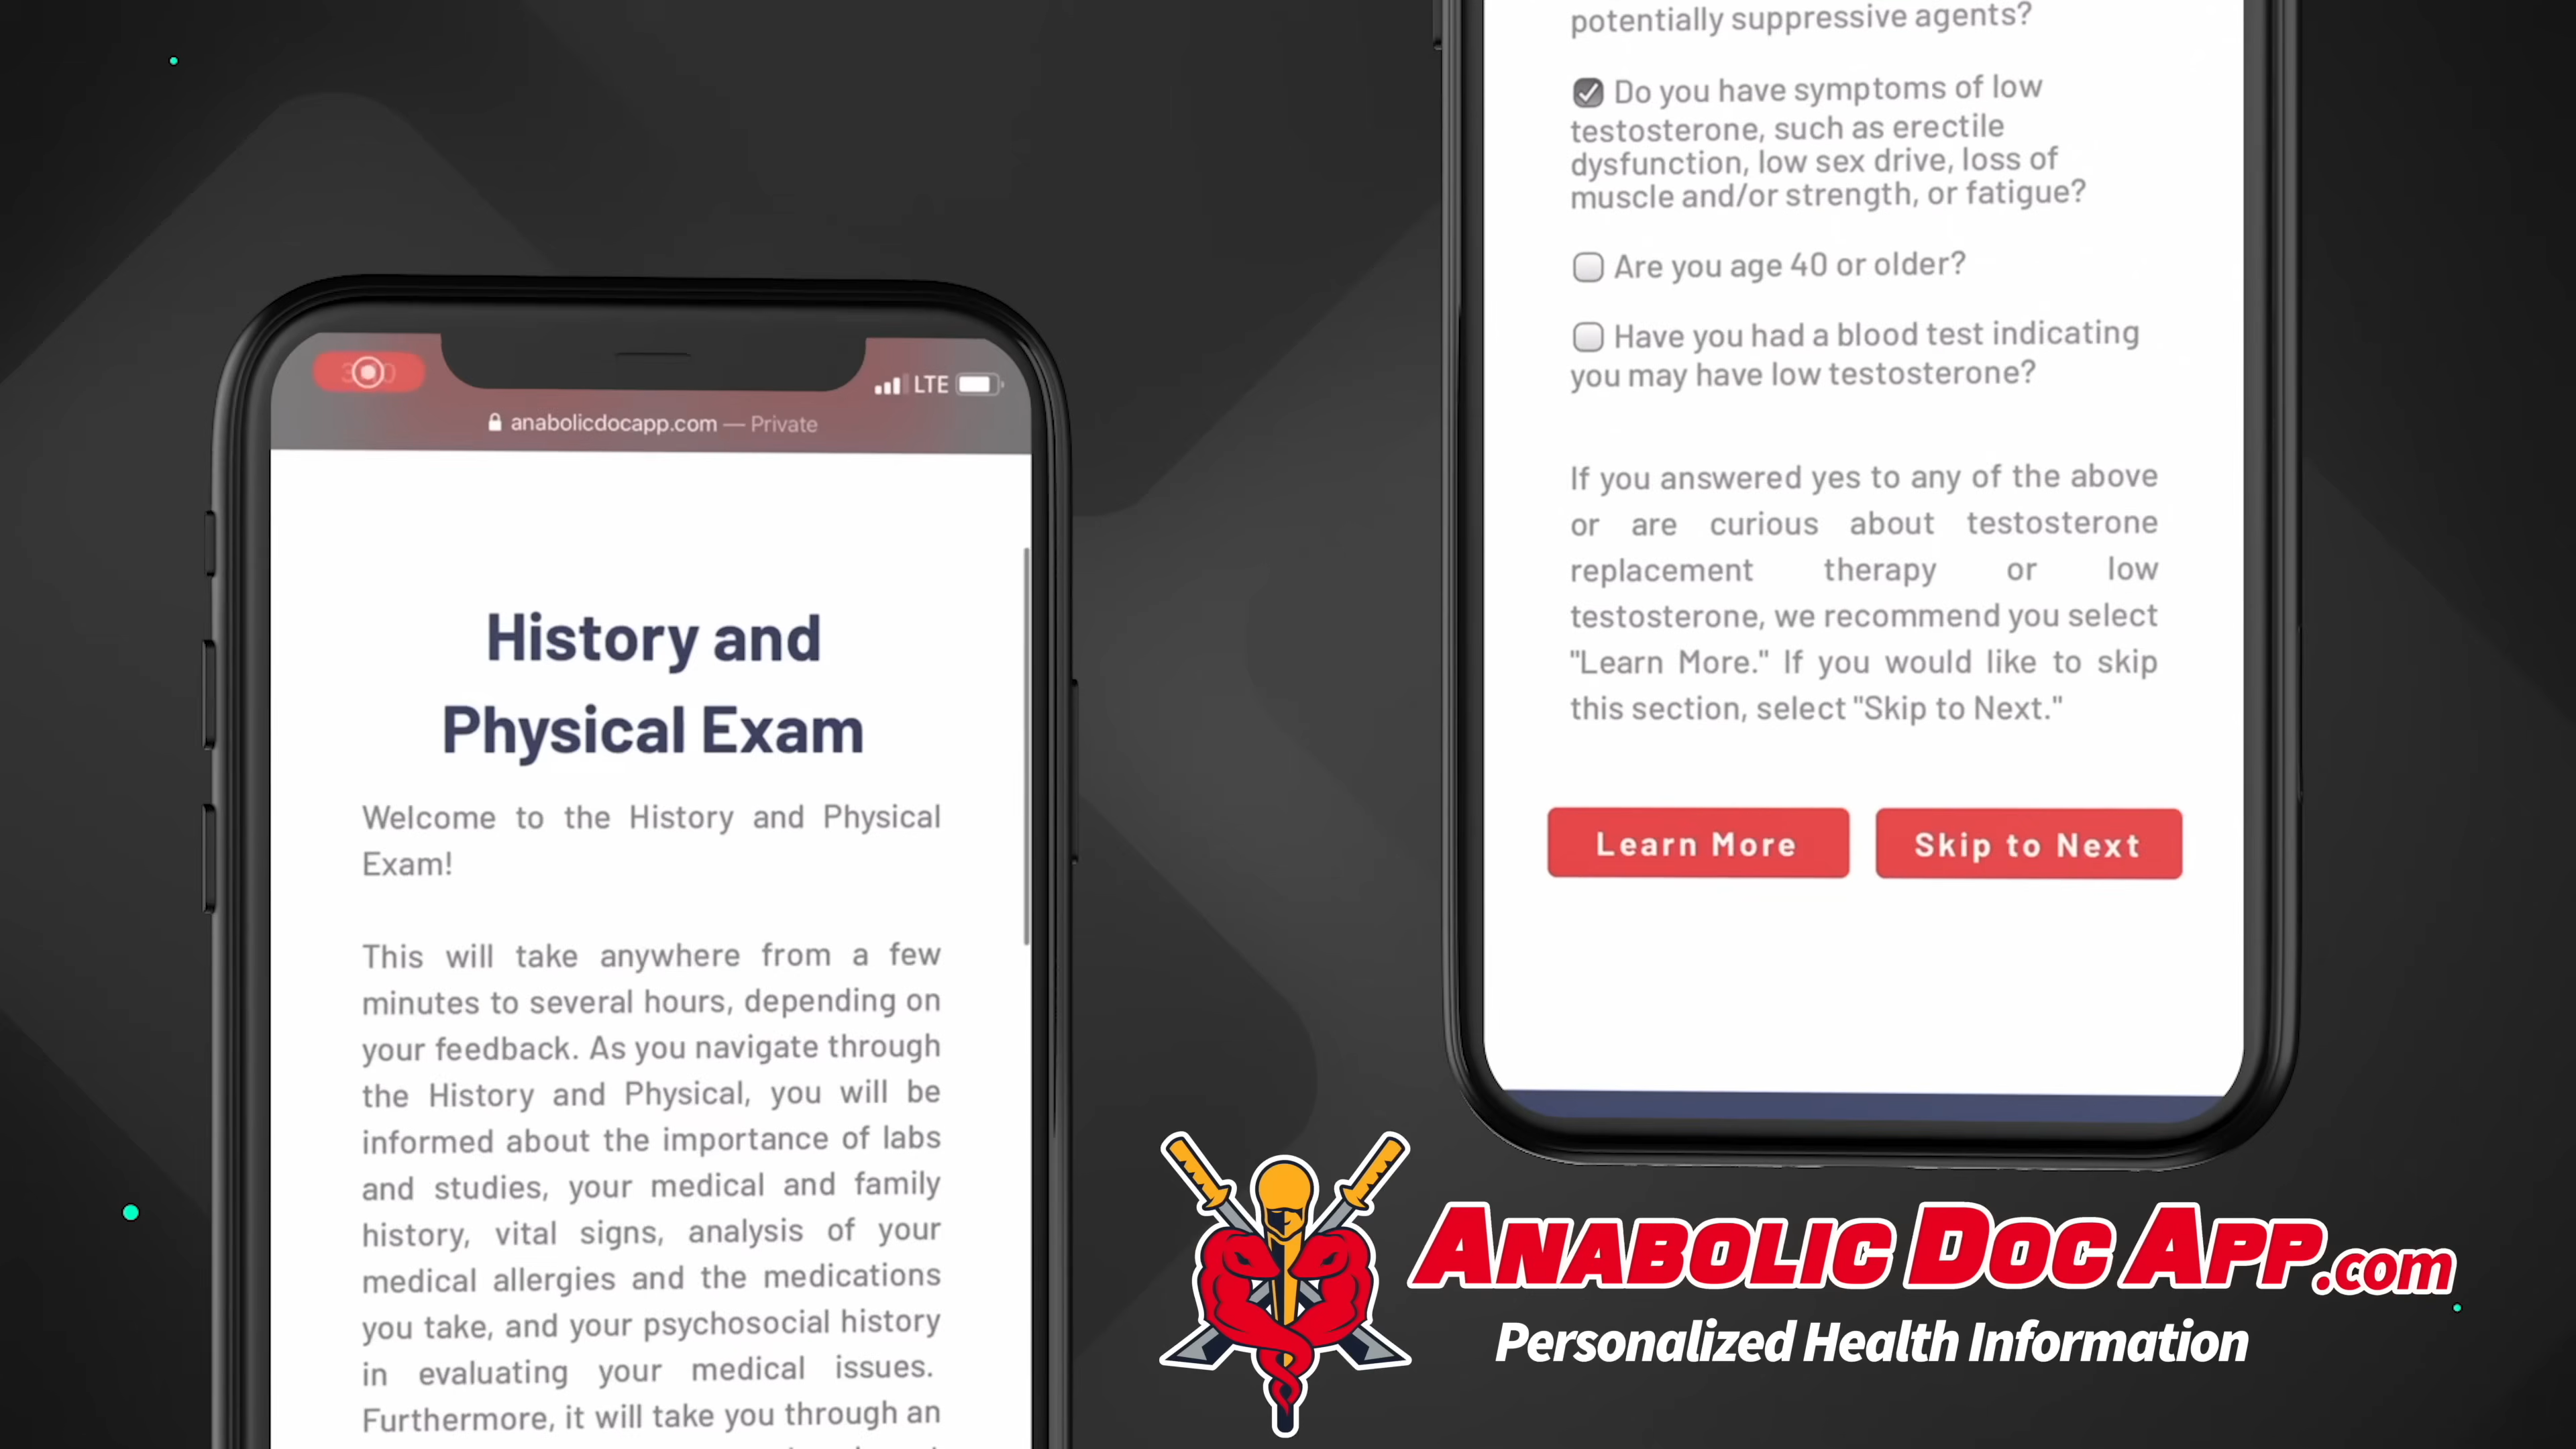 LTE
anabolicdocapp.com — Private
History and
Physical Exam
Welcome to the History and Physical
Exam!
This will take anywhere from a few
minutes to several hours, depending on
your feedback. As you navigate through
the History and Physical, you will be
informed about the importance of labs
and studies, your medical and family
history, vital signs, analysis of your
medical allergies and the medications
you take, and your psychosocial history
in evaluating your medical issues.
Furthermore, it will take you through an
potentially suppressive agents?
Do you have symptoms of low
testosterone, such as erectile
dysfunction, low sex drive, loss of
muscle and/or strength, or fatigue?
Are you age 40 or older?
Have you had a blood test indicating
you may have low testosterone?
If you answered yes to any of the above
or are curious about testosterone
replacement therapy or low
testosterone, we recommend you select
"Learn More." If you would like to skip
this section, select "Skip to Next."
Learn More
Skip to Next
ANABOLIC DOC APP.com
Personalized Health Information